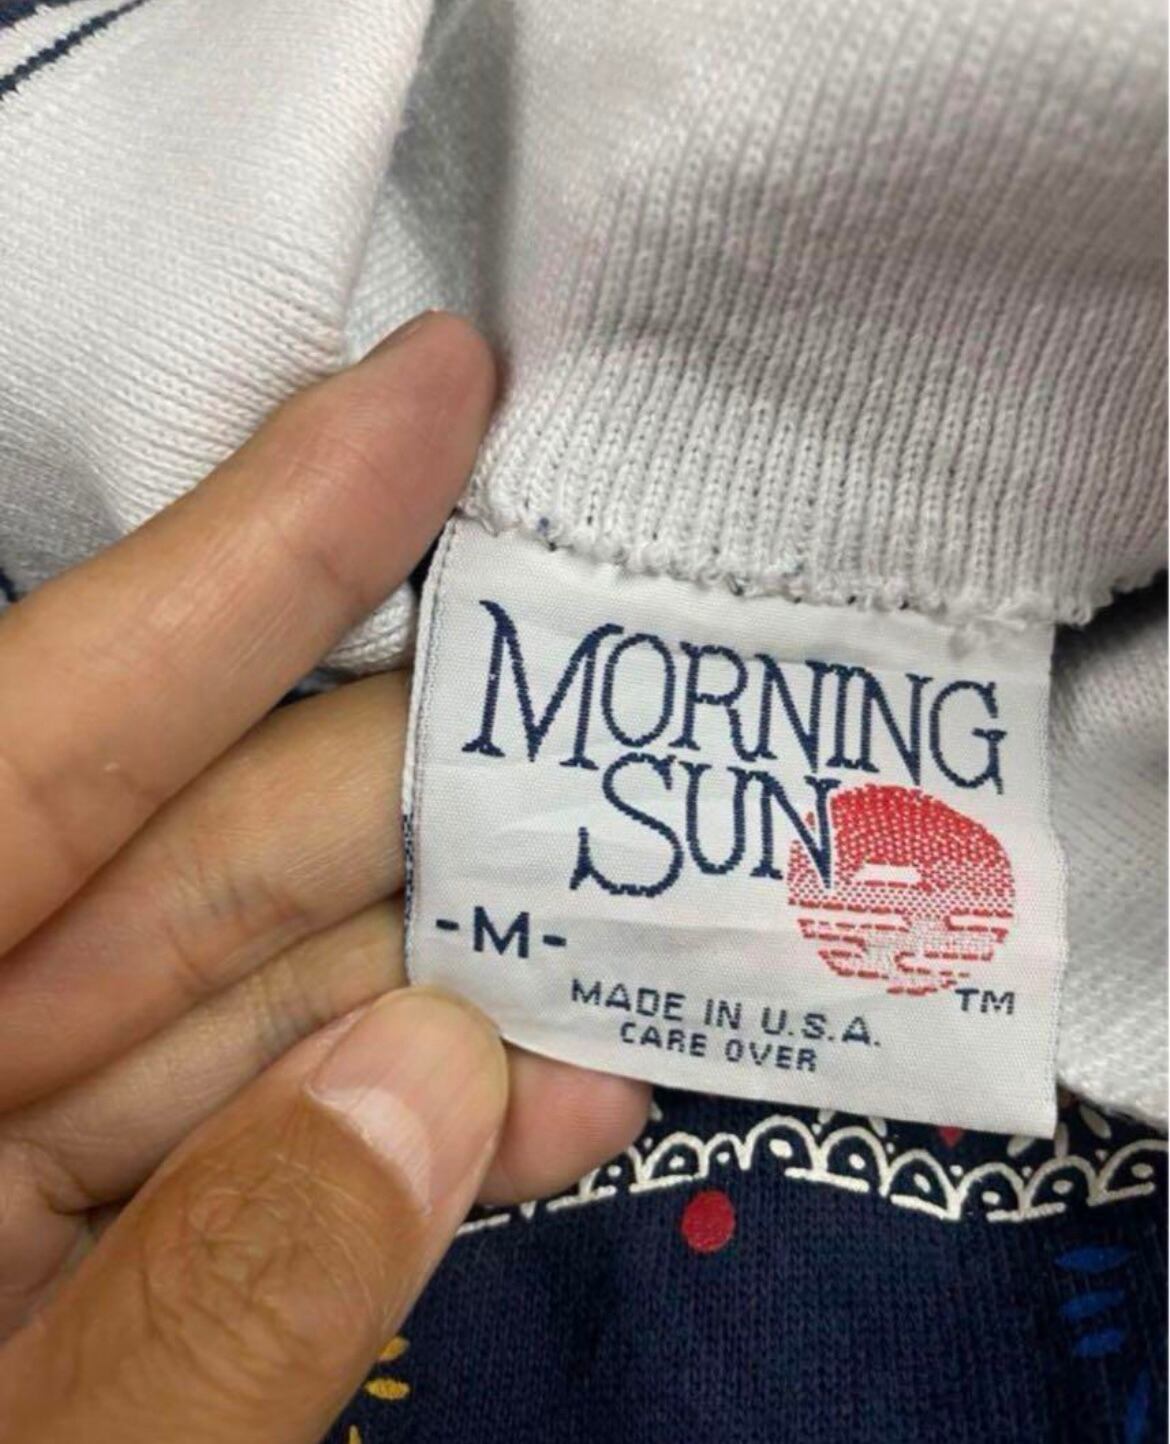 MORNING
SUN
-M-
TM
MADE IN U.S.A.
CARE OVER